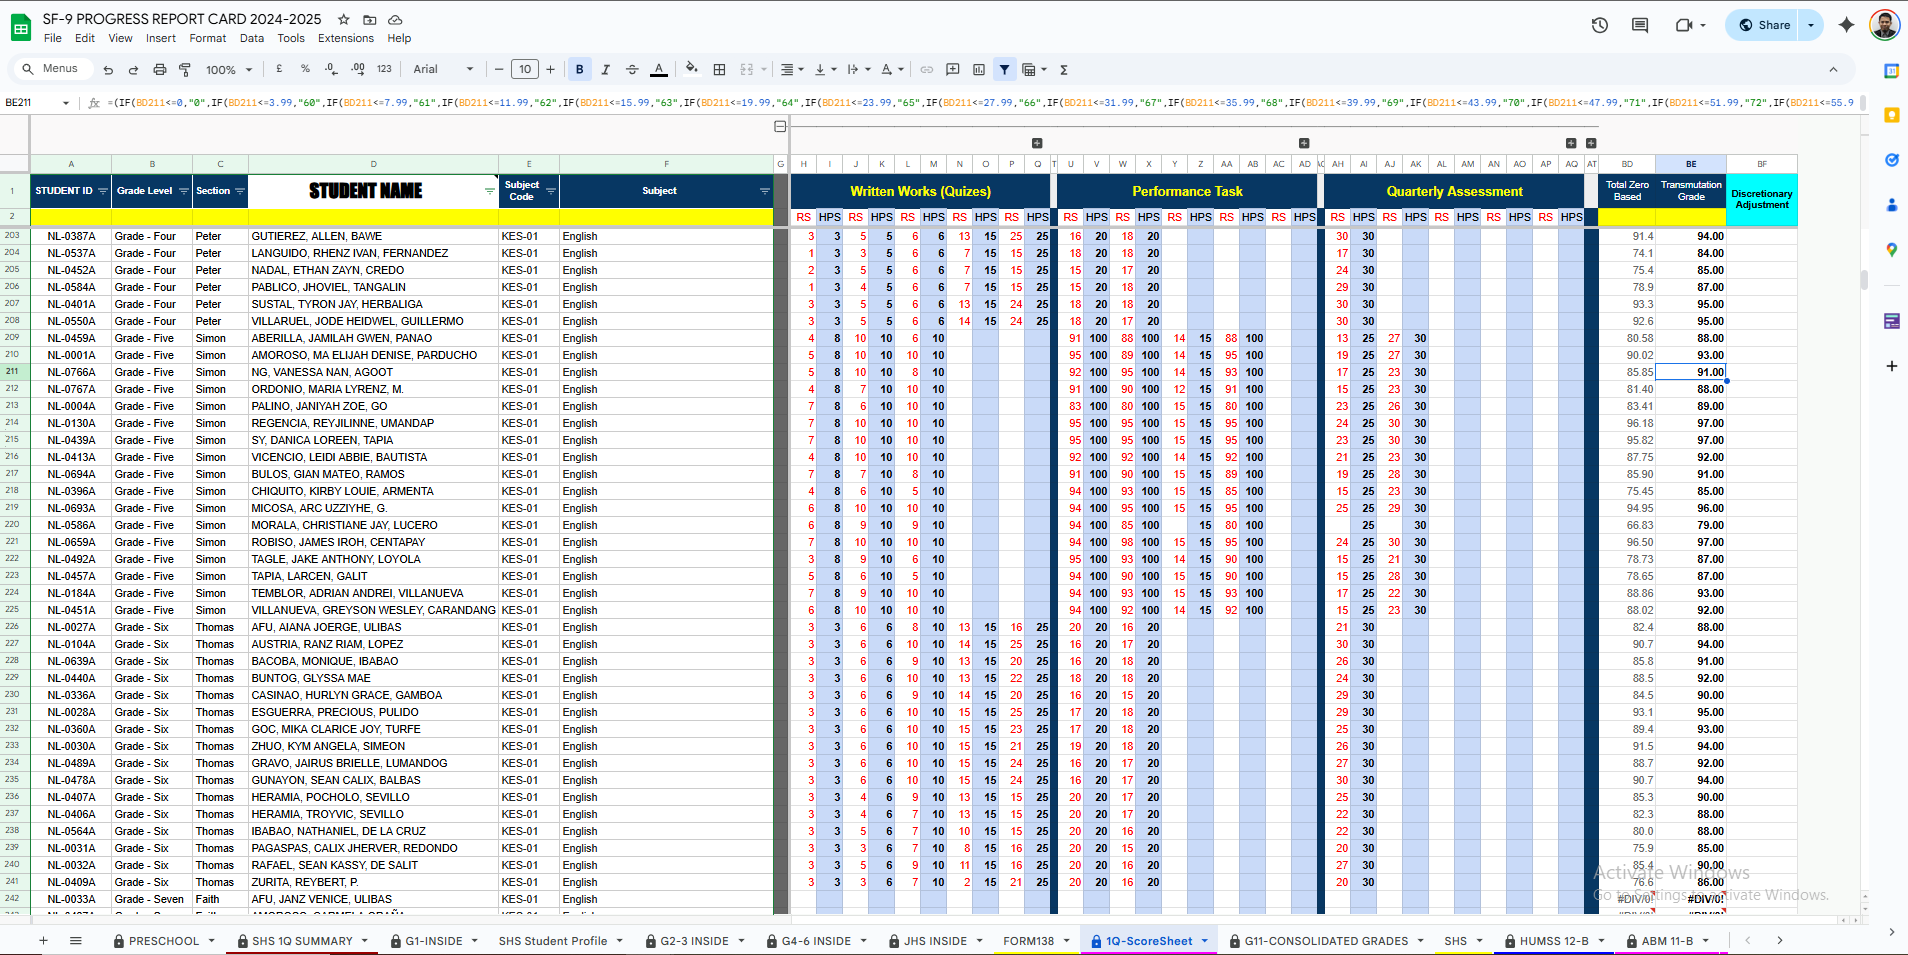 SF-9 PROGRESS REPORT CARD 2024-2025
File Edit View Insert Format Data Tools Extensions Help
Share
Menus 100% £ % .0 .00 123 Arial 10 B I A
BE211 fx =(IF(BD211<=0,"0",IF(BD211<=3.99,"60",IF(BD211<=7.99,"61",IF(BD211<=11.99,"62",IF(BD211<=15.99,"63",IF(BD211<=19.99,"64",IF(BD211<=23.99,"65",IF(BD211<=27.99,"66",IF(BD211<=31.99,"67",IF(BD211<=35.99,"68",IF(BD211<=39.99,"69",IF(BD211<=43.99,"70",IF(BD211<=47.99,"71",IF(BD211<=51.99,"72",IF(BD211<=55.9
A B C D E F G H I J K L M N O P Q T U V W X Y Z AA AB AC AD AH AI AJ AK AL AM AN AO AP AQ AT BD BE BF
1 STUDENT ID Grade Level Section STUDENT NAME Subject Code Subject Written Works (Quizes) Performance Task Quarterly Assessment Total Zero Based Transmutation Grade Discretionary Adjustment
2 RS HPS RS HPS RS HPS RS HPS RS HPS RS HPS RS HPS RS HPS RS HPS RS HPS RS HPS RS HPS RS HPS RS HPS RS HPS
203 NL-0387A Grade - Four Peter GUTIEREZ, ALLEN, BAWE KES-01 English 3 3 5 5 6 6 13 15 25 25 16 20 18 20 30 30 91.4 94.00
204 NL-0537A Grade - Four Peter LANGUIDO, RHENZ IVAN, FERNANDEZ KES-01 English 1 3 3 5 6 6 7 15 15 25 18 20 18 20 17 30 74.1 84.00
205 NL-0452A Grade - Four Peter NADAL, ETHAN ZAYN, CREDO KES-01 English 2 3 5 5 6 6 7 15 15 25 15 20 17 20 24 30 75.4 85.00
206 NL-0584A Grade - Four Peter PABLICO, JHOVIEL, TANGALIN KES-01 English 1 3 4 5 6 6 7 15 15 25 15 20 18 20 29 30 78.9 87.00
207 NL-0401A Grade - Four Peter SUSTAL, TYRON JAY, HERBALIGA KES-01 English 3 3 5 5 6 6 13 15 24 25 18 20 18 20 30 30 93.3 95.00
208 NL-0550A Grade - Four Peter VILLARUEL, JODE HEIDWEL, GUILLERMO KES-01 English 3 3 5 5 6 6 14 15 24 25 18 20 17 20 30 30 92.6 95.00
209 NL-0459A Grade - Five Simon ABERILLA, JAMILAH GWEN, PANAO KES-01 English 4 8 10 10 6 10 91 100 88 100 14 15 88 100 13 25 27 30 80.58 88.00
210 NL-0001A Grade - Five Simon AMOROSO, MA ELIJAH DENISE, PARDUCHO KES-01 English 5 8 10 10 10 10 95 100 89 100 14 15 95 100 19 25 27 30 90.02 93.00
211 NL-0766A Grade - Five Simon NG, VANESSA NAN, AGOOT KES-01 English 5 8 10 10 8 10 92 100 95 100 14 15 93 100 17 25 23 30 85.85 91.00
212 NL-0767A Grade - Five Simon ORDONIO, MARIA LYRENZ, M. KES-01 English 4 8 7 10 10 10 91 100 90 100 12 15 91 100 15 25 23 30 81.40 88.00
213 NL-0004A Grade - Five Simon PALINO, JANIYAH ZOE, GO KES-01 English 7 8 6 10 10 10 83 100 80 100 15 15 80 100 23 25 26 30 83.41 89.00
214 NL-0130A Grade - Five Simon REGENCIA, REYJILINNE, UMANDAP KES-01 English 7 8 10 10 10 10 95 100 95 100 15 15 95 100 24 25 30 30 96.18 97.00
215 NL-0439A Grade - Five Simon SY, DANICA LOREEN, TAPIA KES-01 English 7 8 10 10 10 10 95 100 95 100 15 15 95 100 23 25 30 30 95.82 97.00
216 NL-0413A Grade - Five Simon VICENCIO, LEIDI ABBIE, BAUTISTA KES-01 English 4 8 10 10 10 10 92 100 92 100 14 15 92 100 21 25 23 30 87.75 92.00
217 NL-0694A Grade - Five Simon BULOS, GIAN MATEO, RAMOS KES-01 English 7 8 7 10 8 10 91 100 90 100 15 15 89 100 19 25 28 30 85.90 91.00
218 NL-0396A Grade - Five Simon CHIQUITO, KIRBY LOUIE, ARMENTA KES-01 English 4 8 6 10 5 10 94 100 93 100 15 15 85 100 15 25 23 30 75.45 85.00
219 NL-0693A Grade - Five Simon MICOSA, ARC UZZIYHE, G. KES-01 English 6 8 10 10 10 10 94 100 95 100 15 15 95 100 25 25 29 30 94.95 96.00
220 NL-0586A Grade - Five Simon MORALA, CHRISTIANE JAY, LUCERO KES-01 English 6 8 9 10 9 10 94 100 85 100 15 80 100 25 30 66.83 79.00
221 NL-0659A Grade - Five Simon ROBISO, JAMES IROH, CENTAPAY KES-01 English 7 8 10 10 10 10 94 100 98 100 15 15 95 100 24 25 30 30 96.50 97.00
222 NL-0492A Grade - Five Simon TAGLE, JAKE ANTHONY, LOYOLA KES-01 English 3 8 9 10 6 10 95 100 93 100 14 15 90 100 15 25 21 30 78.73 87.00
223 NL-0457A Grade - Five Simon TAPIA, LARCEN, GALIT KES-01 English 5 8 6 10 5 10 94 100 90 100 15 15 90 100 15 25 28 30 78.65 87.00
224 NL-0184A Grade - Five Simon TEMBLOR, ADRIAN ANDREI, VILLANUEVA KES-01 English 7 8 9 10 10 10 94 100 90 100 15 15 93 100 17 25 22 30 88.86 93.00
225 NL-0451A Grade - Five Simon VILLANUEVA, GREYSON WESLEY, CARANDANG KES-01 English 6 8 10 10 10 10 94 100 92 100 14 15 92 100 15 25 23 30 88.02 92.00
226 NL-0027A Grade - Six Thomas AFU, AIANA JOERGE, ULIBAS KES-01 English 3 3 6 6 8 10 13 15 16 25 20 20 16 20 21 30 82.4 88.00
227 NL-0104A Grade - Six Thomas AUSTRIA, RANZ RIAM, LOPEZ KES-01 English 3 3 6 6 10 10 14 15 25 25 16 20 17 20 30 30 90.7 94.00
228 NL-0639A Grade - Six Thomas BACOBA, MONIQUE, IBABAO KES-01 English 3 3 6 6 9 10 13 15 20 25 16 20 18 20 26 30 85.8 91.00
229 NL-0440A Grade - Six Thomas BUNTOG, GLYSSA MAE KES-01 English 3 3 6 6 10 10 13 15 22 25 18 20 18 20 24 30 88.5 92.00
230 NL-0336A Grade - Six Thomas CASINAO, HURLYN GRACE, GAMBOA KES-01 English 3 3 6 6 9 10 14 15 20 25 16 20 15 20 29 30 84.5 90.00
231 NL-0028A Grade - Six Thomas ESGUERRA, PRECIOUS, PULIDO KES-01 English 3 3 6 6 10 10 15 15 25 25 17 20 18 20 29 30 93.1 95.00
232 NL-0360A Grade - Six Thomas GOC, MIKA CLARICE JOY, TURFE KES-01 English 3 3 6 6 10 10 15 15 23 25 17 20 18 20 25 30 89.4 93.00
233 NL-0030A Grade - Six Thomas ZHUO, KYM ANGELA, SIMEON KES-01 English 3 3 6 6 10 10 15 15 21 25 19 20 18 20 26 30 91.5 94.00
234 NL-0489A Grade - Six Thomas GRAVO, JAIRUS BRIELLE, LUMANDOG KES-01 English 3 3 6 6 10 10 15 15 24 25 16 20 17 20 27 30 88.7 92.00
235 NL-0478A Grade - Six Thomas GUNAYON, SEAN CALIX, BALBAS KES-01 English 3 3 6 6 10 10 15 15 24 25 16 20 18 20 30 30 90.7 94.00
236 NL-0407A Grade - Six Thomas HERAMIA, POCHOLO, SEVILLO KES-01 English 3 3 4 6 9 10 13 15 15 25 20 20 17 20 25 30 85.3 90.00
237 NL-0406A Grade - Six Thomas HERAMIA, TROYVIC, SEVILLO KES-01 English 3 3 4 6 7 10 13 15 15 25 20 20 17 20 22 30 82.3 88.00
238 NL-0564A Grade - Six Thomas IBABAO, NATHANIEL, DE LA CRUZ KES-01 English 3 3 5 6 7 10 10 15 15 25 20 20 16 20 22 30 80.0 88.00
239 NL-0031A Grade - Six Thomas PAGASPAS, CALIX JHERVER, REDONDO KES-01 English 3 3 3 6 7 10 8 15 16 25 20 20 15 20 20 30 75.9 85.00
240 NL-0032A Grade - Six Thomas RAFAEL, SEAN KASSY, DE SALIT KES-01 English 3 3 5 6 9 10 11 15 16 25 20 20 16 20 27 30 85.4 90.00
241 NL-0409A Grade - Six Thomas ZURITA, REYBERT, P. KES-01 English 3 3 3 6 7 10 2 15 21 25 20 20 16 20 20 30 76.6 86.00
242 NL-0033A Grade - Seven Faith AFU, JANZ VENICE, ULIBAS KES-01 English #DIV/0! #DIV/0!
Activate Windows
Go to Settings to activate Windows.
PRESCHOOL SHS 1Q SUMMARY G1-INSIDE SHS Student Profile G2-3 INSIDE G4-6 INSIDE JHS INSIDE FORM138 1Q-ScoreSheet G11-CONSOLIDATED GRADES SHS HUMSS 12-B ABM 11-B